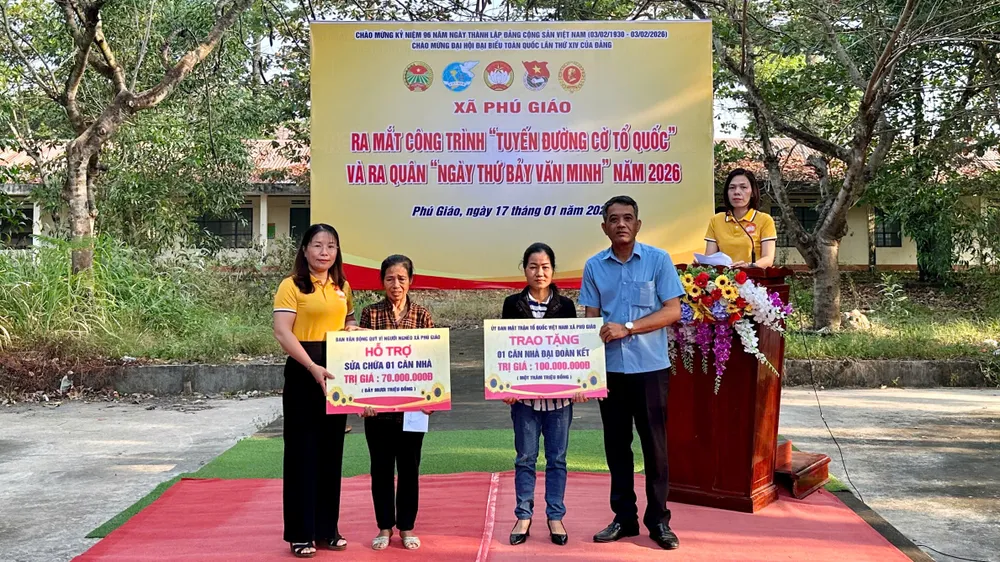 CHÀO MỪNG KỶ NIỆM 96 NĂM NGÀY THÀNH LẬP ĐẢNG CỘNG SẢN VIỆT NAM (03/02/1930 - 03/02/2026)
CHÀO MỪNG ĐẠI HỘI ĐẠI BIỂU TOÀN QUỐC LẦN THỨ XIV CỦA ĐẢNG
XÃ PHÚ GIÁO
RA MẮT CÔNG TRÌNH "TUYẾN ĐƯỜNG CỜ TỔ QUỐC"
VÀ RA QUÂN "NGÀY THỨ BẢY VĂN MINH" NĂM 2026
Phú Giáo, ngày 17 tháng 01 năm
BAN VẬN ĐỘNG QUỸ VÌ NGƯỜI NGHÈO XÃ PHÚ GIÁO
HỖ TRỢ
SỬA CHỮA 01 CĂN NHÀ
TRỊ GIÁ : 70.000.000Đ
( BẢY MƯƠI TRIỆU ĐỒNG )
ỦY BAN MẶT TRẬN TỔ QUỐC VIỆT NAM XÃ PHÚ GIÁO
TRAO TẶNG
01 CĂN NHÀ ĐẠI ĐOÀN KẾT
TRỊ GIÁ : 100.000.000Đ
( MỘT TRĂM TRIỆU ĐỒNG )